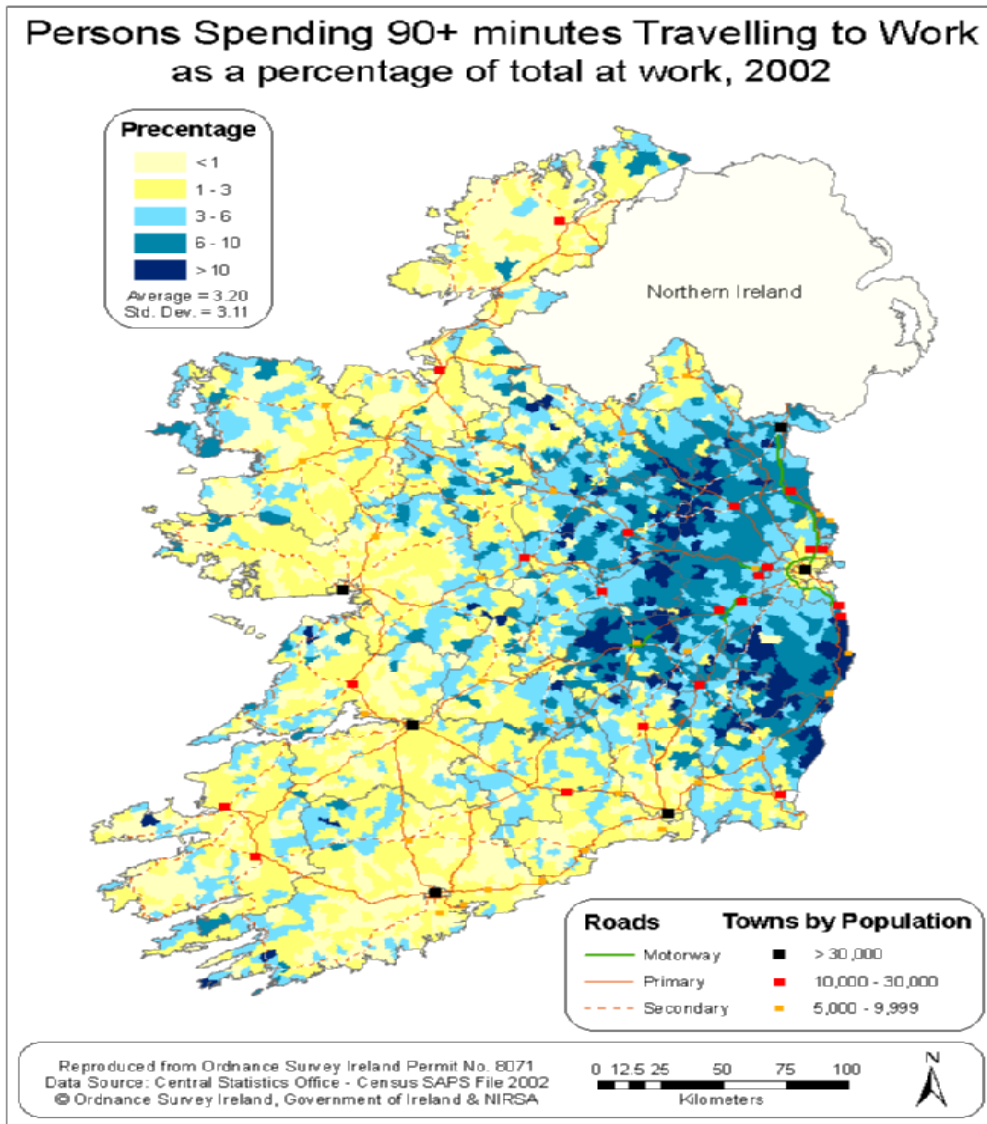 Persons Spending 90+ minutes Travelling to Work
as a percentage of total at work, 2002
Precentage
< 1
1 - 3
3 - 6
6 - 10
> 10
Average = 3.20
Std. Dev. = 3.11
Northern Ireland
Roads
Motorway
Primary
Secondary
Towns by Population
> 30,000
10,000 - 30,000
5,000 - 9,999
Reproduced from Ordnance Survey Ireland Permit No. 8071
Data Source: Central Statistics Office - Census SAPS File 2002
© Ordnance Survey Ireland, Government of Ireland & NIRSA
0 12.5 25 50 75 100
Kilometers
N